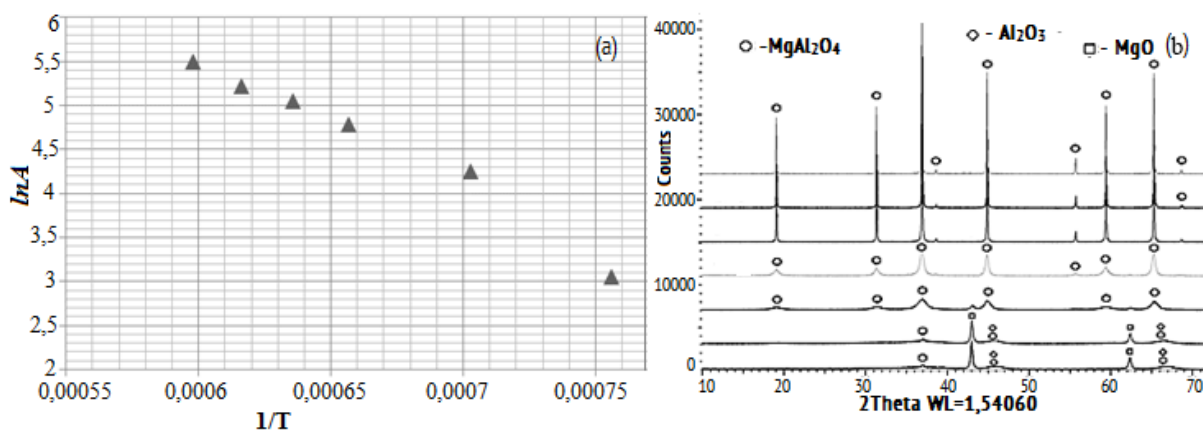 6
5,5
5
4,5
4
3,5
3
2,5
2
lnA
0,00055
0,0006
0,00065
0,0007
0,00075
1/T
(a)
40000
30000
20000
10000
0
Counts
-MgAl₂O₄
- Al₂O₃
- MgO
(b)
10
20
30
40
50
60
70
2Theta WL=1,54060